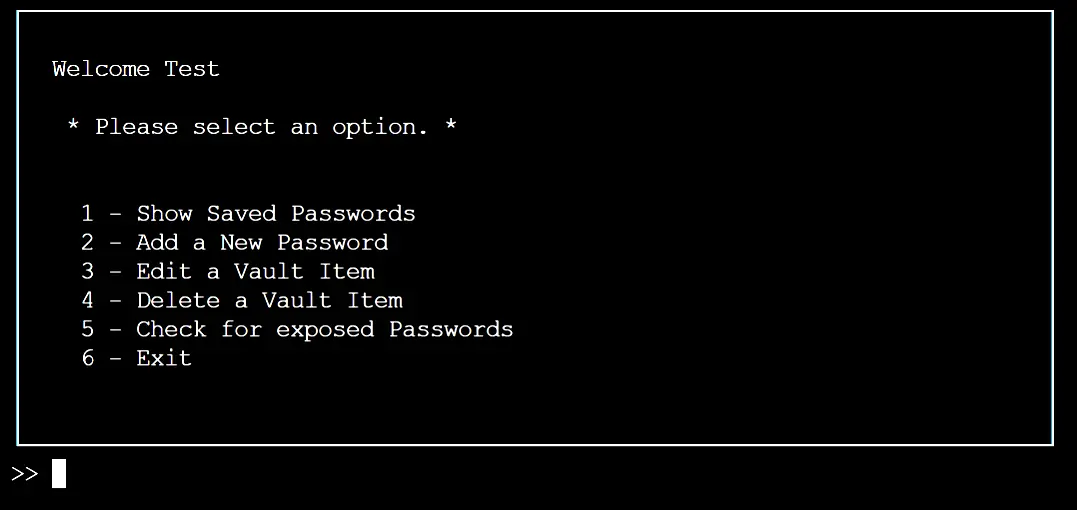 Welcome Test
* Please select an option. *
1 - Show Saved Passwords
2 - Add a New Password
3 - Edit a Vault Item
4 - Delete a Vault Item
5 - Check for exposed Passwords
6 - Exit
>>